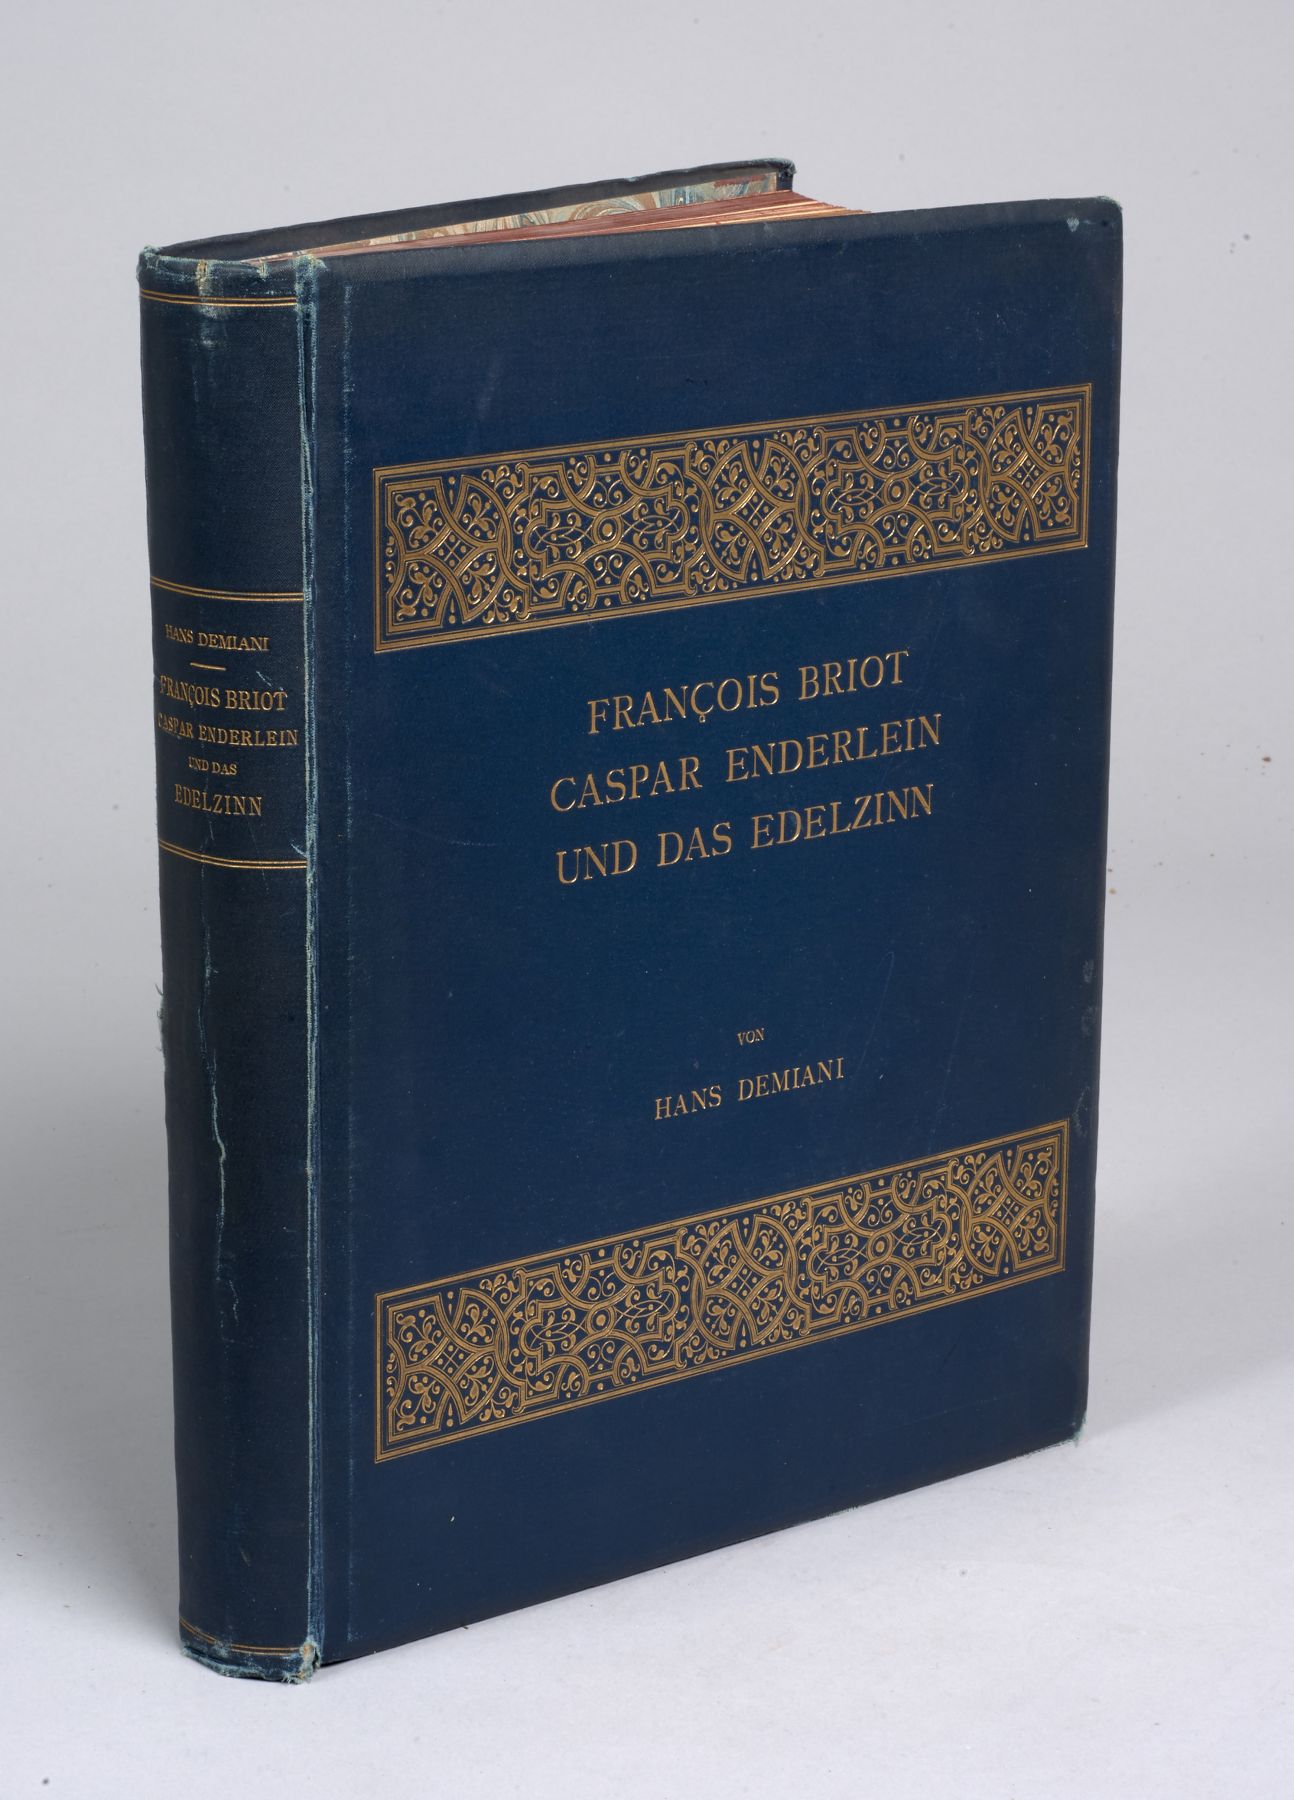 HANS DEMIANI
FRANÇOIS BRIOT
CASPAR ENDERLEIN
UND DAS
EDELZINN
FRANÇOIS BRIOT
CASPAR ENDERLEIN
UND DAS EDELZINN
VON
HANS DEMIANI